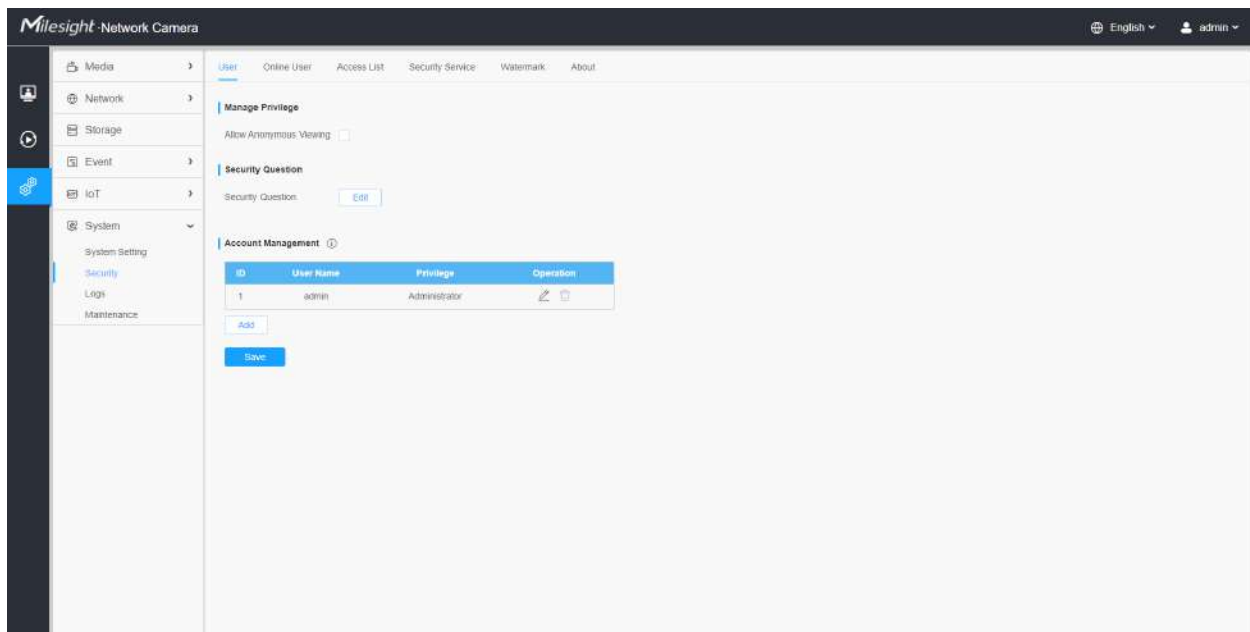 Milesight-Network Camera
English
admin
Media
Network
Storage
Event
IoT
System
System Setting
Security
Logs
Maintenance
User
Online User
Access List
Security Service
Watermark
About
Manage Privilege
Allow Anonymous Viewing
Security Question
Security Question
Edit
Account Management
ID User Name Privilege Operation
1 admin Administrator
Add
Save